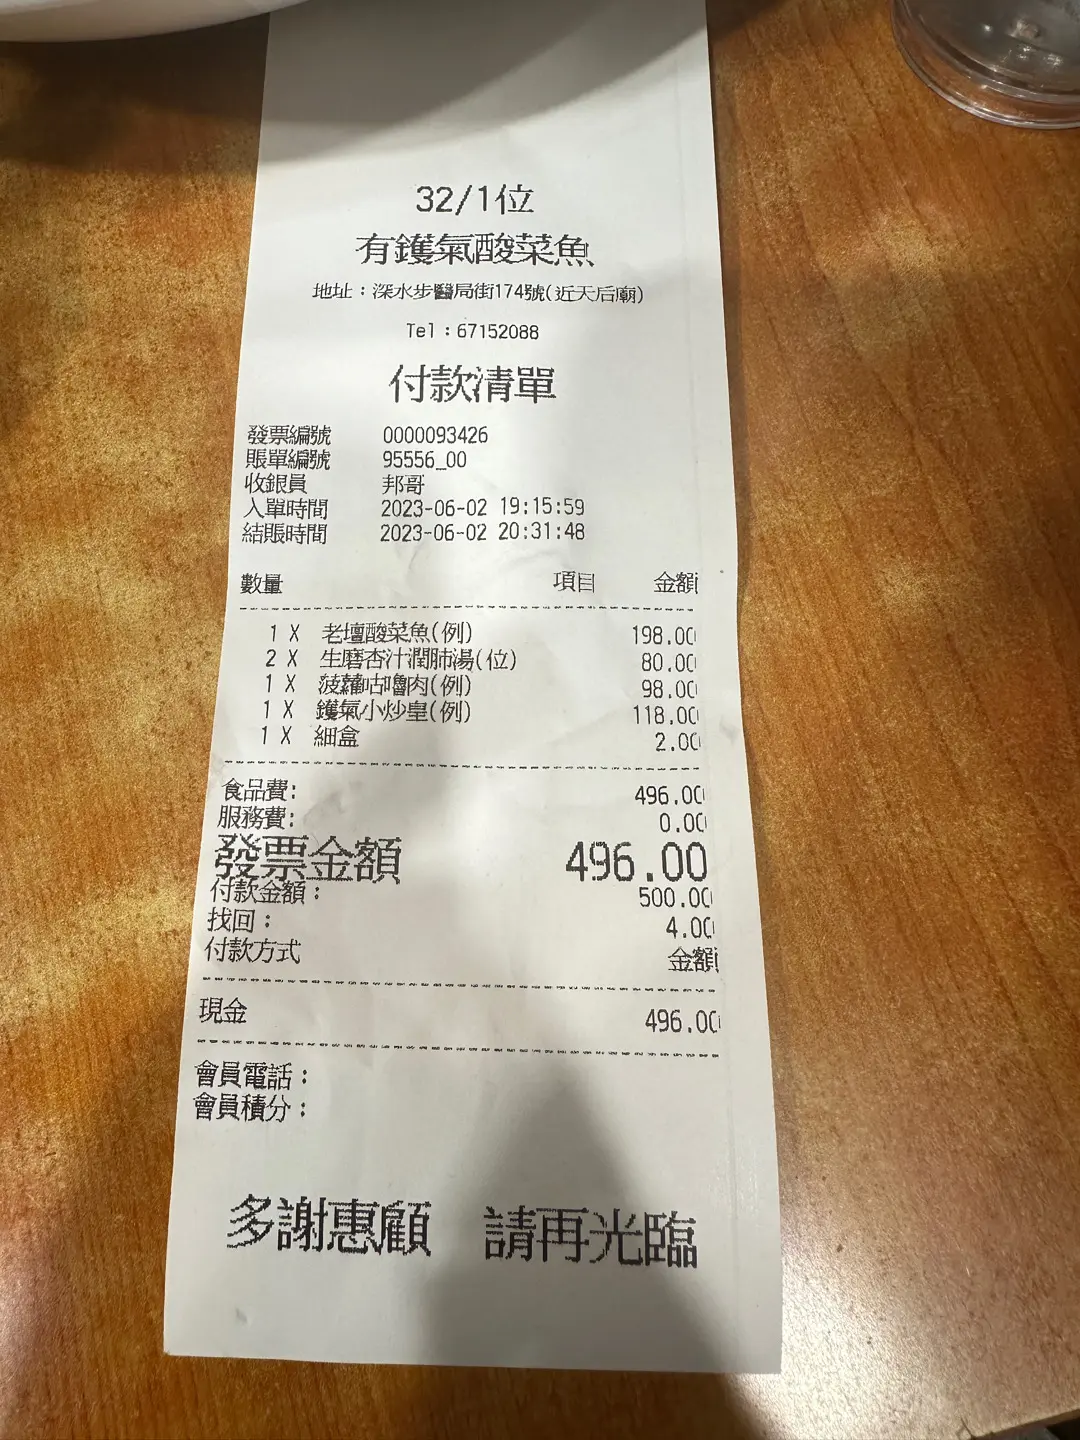 32/1位
有鑊氣酸菜魚
地址：深水步醫局街174號(近天后廟)
Tel：67152088
付款清單
發票編號 0000093426
賬單編號 95556_00
收銀員 邦哥
入單時間 2023-06-02 19:15:59
結賬時間 2023-06-02 20:31:48
數量 項目 金額
1 X 老壇酸菜魚(例) 198.00
2 X 生磨杏汁潤肺湯(位) 80.00
1 X 菠蘿咕嚕肉(例) 98.00
1 X 鑊氣小炒皇(例) 118.00
1 X 細盒 2.00
食品費: 496.00
服務費: 0.00
發票金額 496.00
付款金額： 500.00
找回： 4.00
付款方式 金額
現金 496.00
會員電話：
會員積分：
多謝惠顧 請再光臨